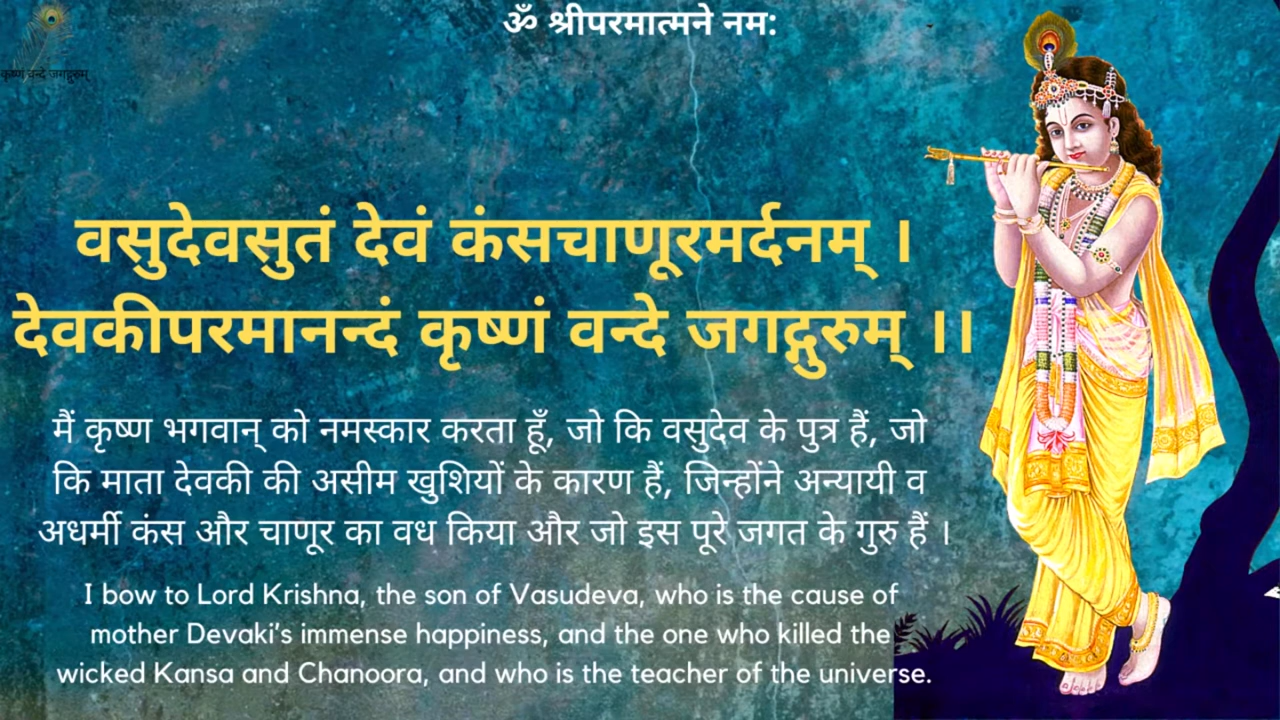 ॐ श्रीपरमात्मने नम:
कृष्णं वन्दे जगद्गुरुम्
वसुदेवसुतं देवं कंसचाणूरमर्दनम् ।
देवकीपरमानन्दं कृष्णं वन्दे जगद्गुरुम् ।।
मैं कृष्ण भगवान् को नमस्कार करता हूँ, जो कि वसुदेव के पुत्र हैं, जो
कि माता देवकी की असीम खुशियों के कारण हैं, जिन्होंने अन्यायी व
अधर्मी कंस और चाणूर का वध किया और जो इस पूरे जगत के गुरु हैं ।
I bow to Lord Krishna, the son of Vasudeva, who is the cause of
mother Devaki's immense happiness, and the one who killed the
wicked Kansa and Chanoora, and who is the teacher of the universe.